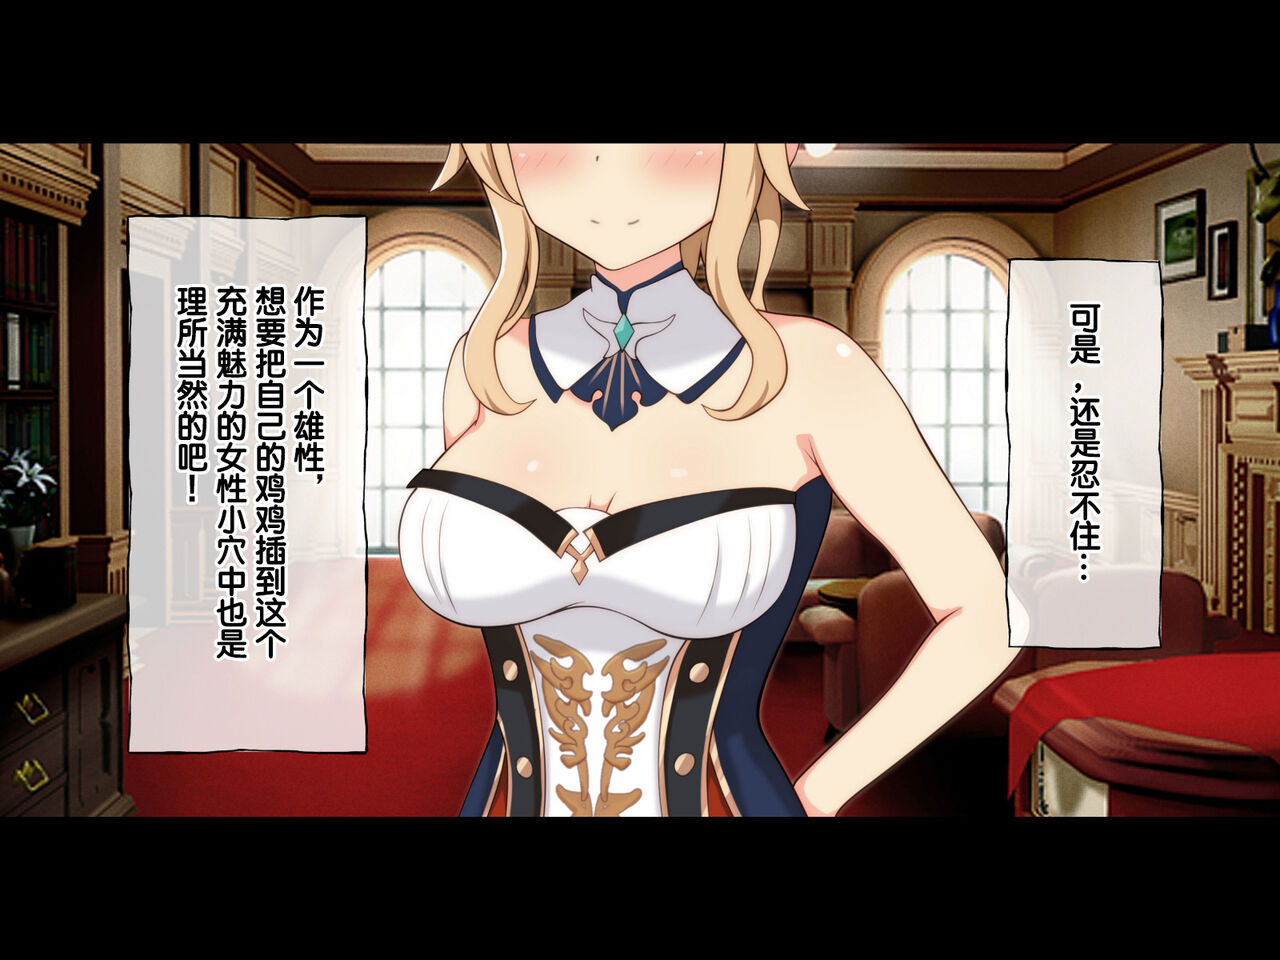 可是,还是忍不住…
作为一个雄性,
想要把自己的鸡鸡插到这个
充满魅力的女性小穴中也是
理所当然的吧!